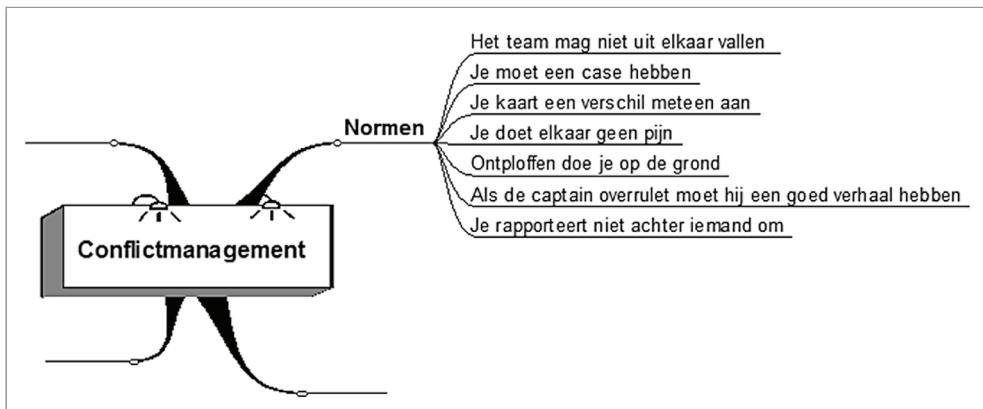 Het team mag niet uit elkaar vallen
Je moet een case hebben
Je kaart een verschil meteen aan
Normen
Je doet elkaar geen pijn
Ontploffen doe je op de grond
Als de captain overrulet moet hij een goed verhaal hebben
Je rapporteert niet achter iemand om
Conflictmanagement